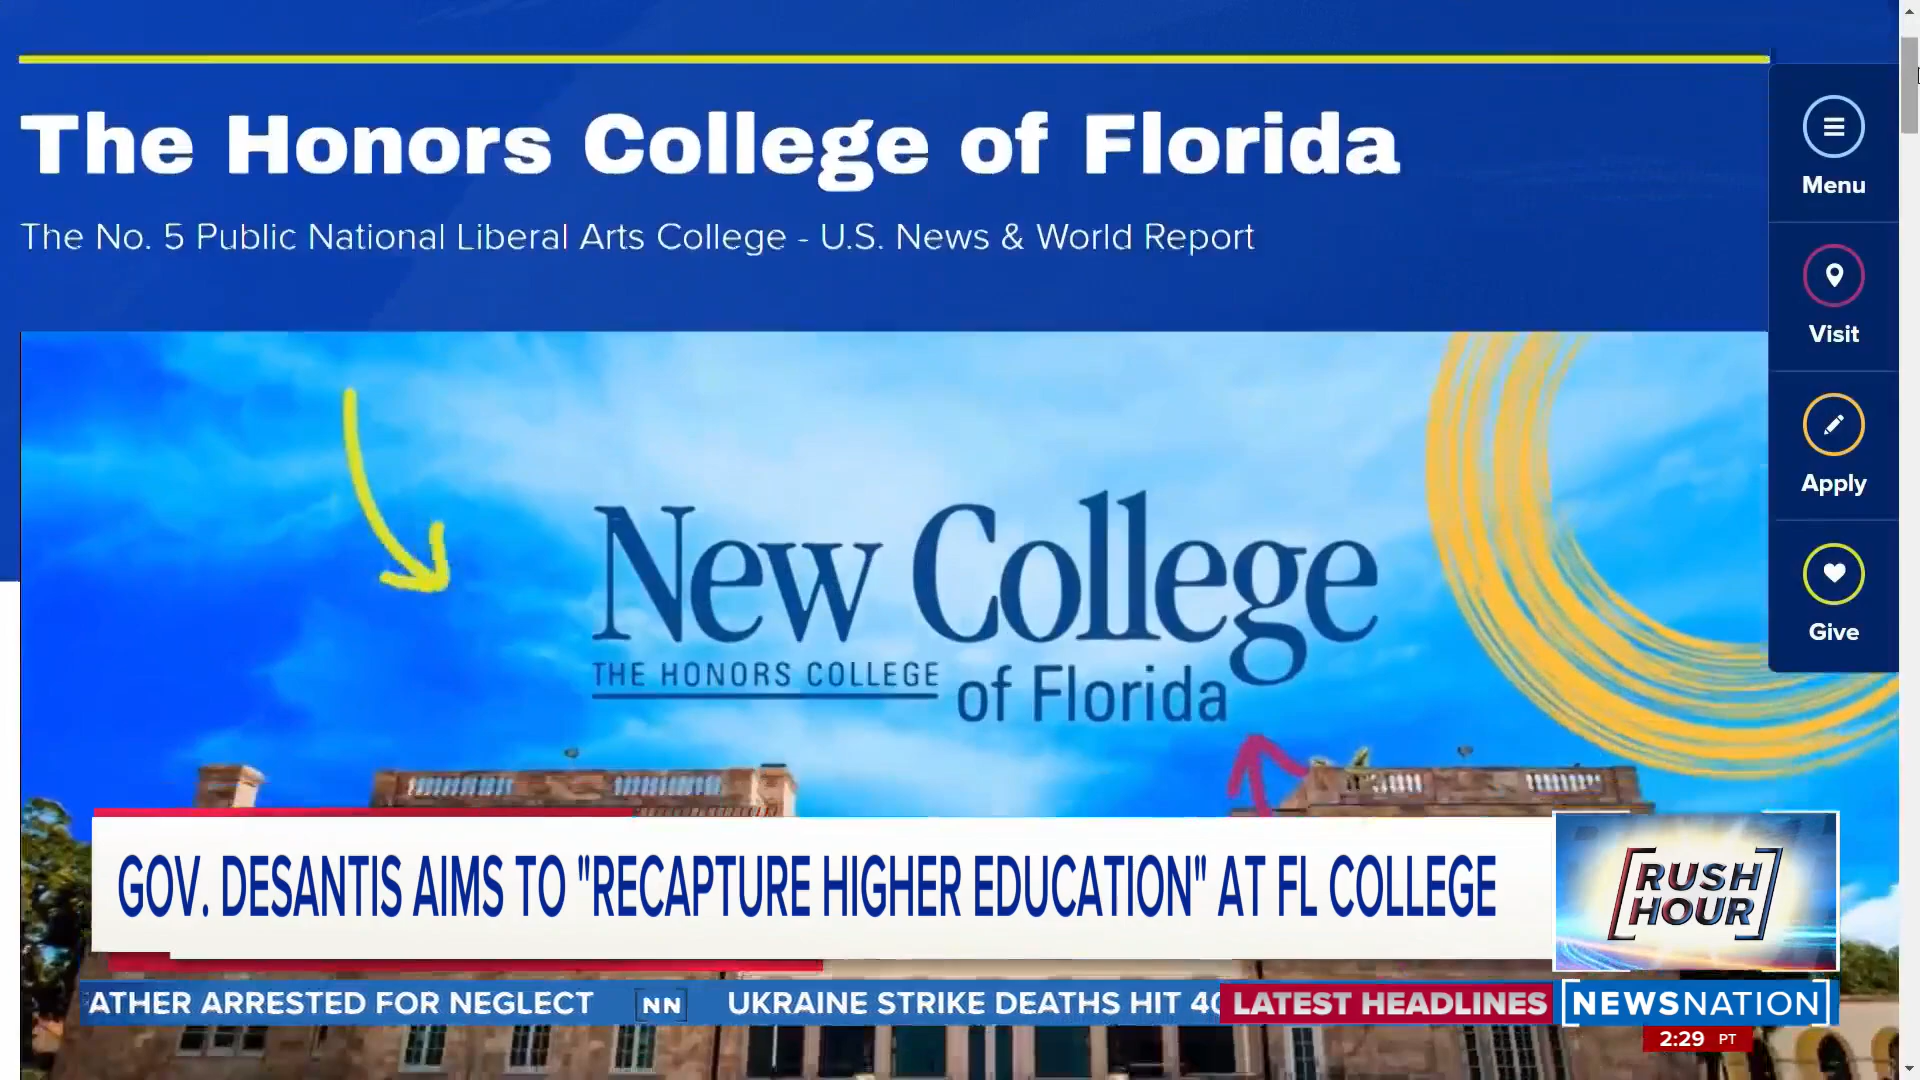 The Honors College of Florida
The No. 5 Public National Liberal Arts College - U.S. News & World Report
Menu
Visit
Apply
Give
New College
THE HONORS COLLEGE
of Florida
GOV. DESANTIS AIMS TO "RECAPTURE HIGHER EDUCATION" AT FL COLLEGE
RUSH
HOUR
ATHER ARRESTED FOR NEGLECT NN UKRAINE STRIKE DEATHS HIT 40 LATEST HEADLINES NEWSNATION
2:29 PT